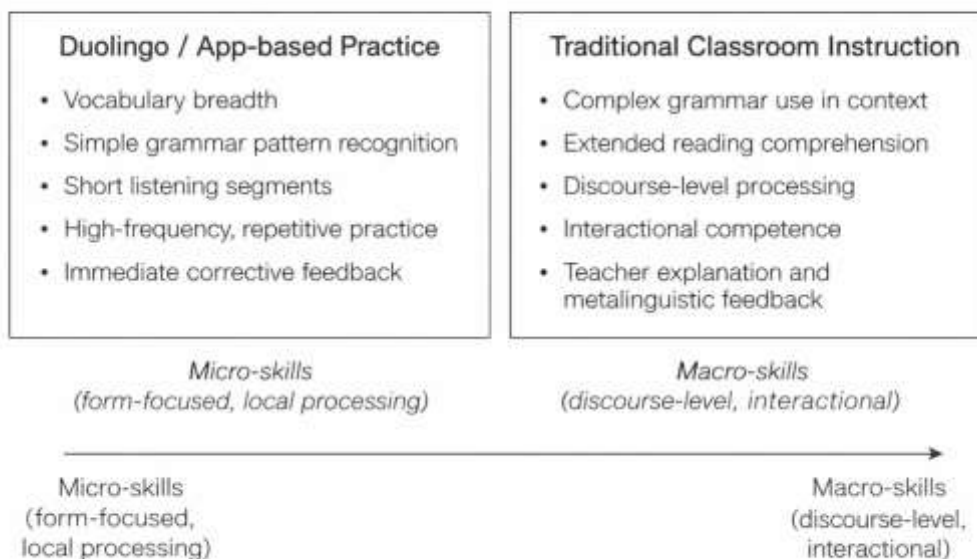 Duolingo / App-based Practice
• Vocabulary breadth
• Simple grammar pattern recognition
• Short listening segments
• High-frequency, repetitive practice
• Immediate corrective feedback
Traditional Classroom Instruction
• Complex grammar use in context
• Extended reading comprehension
• Discourse-level processing
• Interactional competence
• Teacher explanation and
metalinguistic feedback
Micro-skills
(form-focused, local processing)
Macro-skills
(discourse-level, interactional)
Micro-skills
(form-focused,
local processing)
Macro-skills
(discourse-level,
interactional)